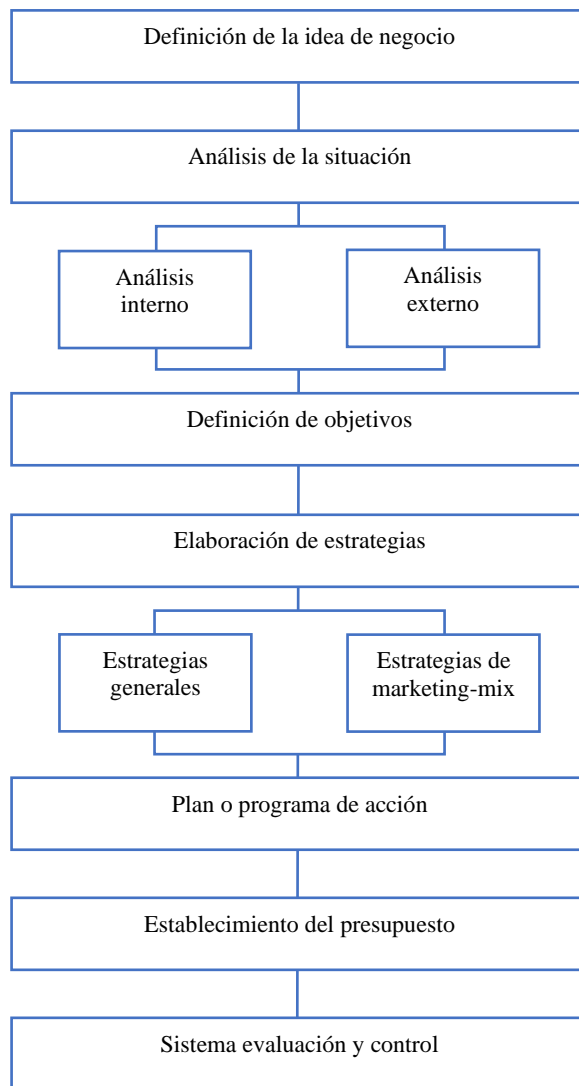 Definición de la idea de negocio
Análisis de la situación
Análisis
interno
Análisis
externo
Definición de objetivos
Elaboración de estrategias
Estrategias
generales
Estrategias de
marketing-mix
Plan o programa de acción
Establecimiento del presupuesto
Sistema evaluación y control